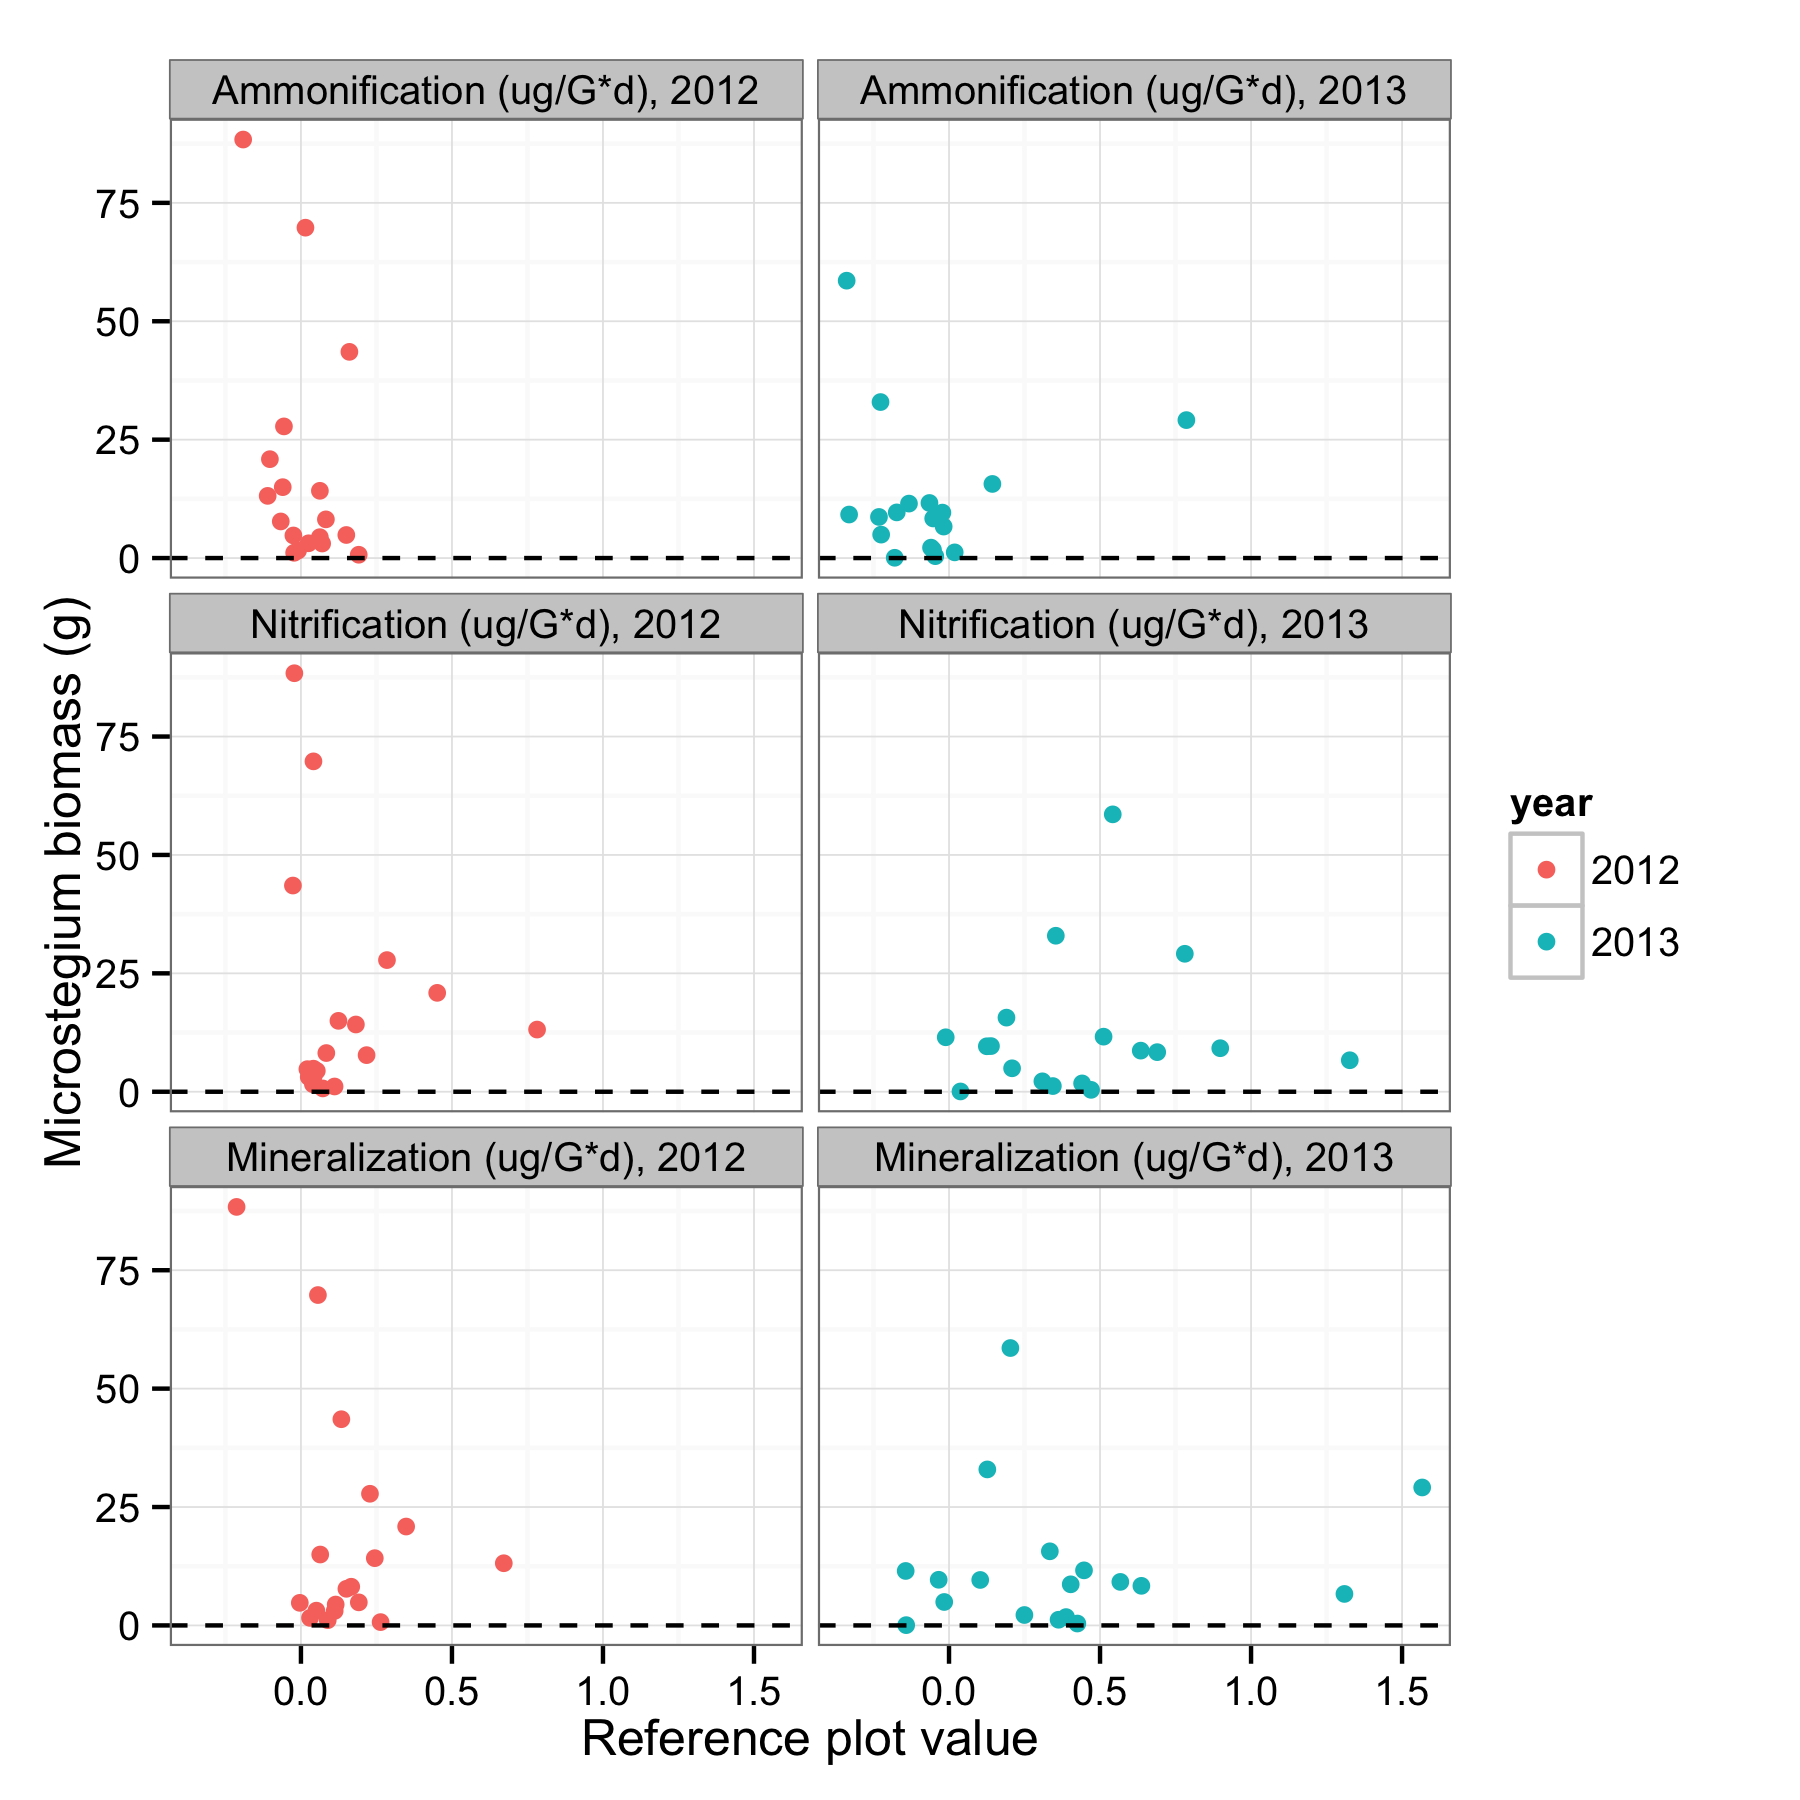 Ammonification (ug/G*d), 2012
Ammonification (ug/G*d), 2013
75
50
25
0
Nitrification (ug/G*d), 2012
Nitrification (ug/G*d), 2013
75
50
25
0
Mineralization (ug/G*d), 2012
Mineralization (ug/G*d), 2013
75
50
25
0
0.0 0.5 1.0 1.5
0.0 0.5 1.0 1.5
Reference plot value
Microstegium biomass (g)
year
2012
2013